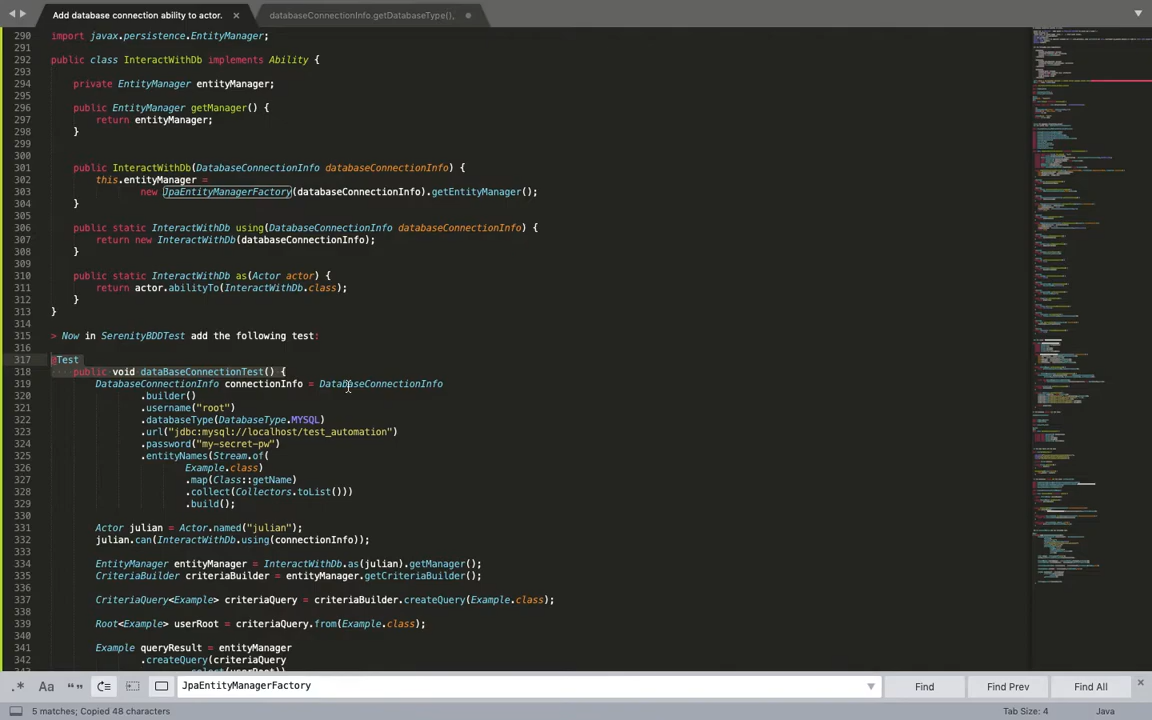 Add database connection ability to actor. × databaseConnectionInfo.getDatabaseType(),
290 import javax.persistence.EntityManager;
291
292 public class InteractWithDb implements Ability {
293
294 private EntityManager entityManager;
295
296 public EntityManager getManager() {
297 return entityManager;
298 }
299
300
301 public InteractWithDb(DatabaseConnectionInfo databaseConnectionInfo) {
302 this.entityManager =
303 new JpaEntityManagerFactory(databaseConnectionInfo).getEntityManager();
304 }
305
306 public static InteractWithDb using(DatabaseConnectionInfo databaseConnectionInfo) {
307 return new InteractWithDb(databaseConnectionInfo);
308 }
309
310 public static InteractWithDb as(Actor actor) {
311 return actor.abilityTo(InteractWithDb.class);
312 }
313 }
314
315 > Now in SerenityBDDTest add the following test:
316
317 @Test
318 public void dataBaseConnectionTest() {
319 DatabaseConnectionInfo connectionInfo = DatabaseConnectionInfo
320 .builder()
321 .username("root")
322 .databaseType(DatabaseType.MYSQL)
323 .url("jdbc:mysql://localhost/test_automation")
324 .password("my-secret-pw")
325 .entityNames(Stream.of(
326 Example.class)
327 .map(Class::getName)
328 .collect(Collectors.toList()))
329 .build();
330
331 Actor julian = Actor.named("julian");
332 julian.can(InteractWithDb.using(connectionInfo));
333
334 EntityManager entityManager = InteractWithDb.as(julian).getManager();
335 CriteriaBuilder criteriaBuilder = entityManager.getCriteriaBuilder();
336
337 CriteriaQuery<Example> criteriaQuery = criteriaBuilder.createQuery(Example.class);
338
339 Root<Example> userRoot = criteriaQuery.from(Example.class);
340
341 Example queryResult = entityManager
342 .createQuery(criteriaQuery
.* Aa “” JpaEntityManagerFactory Find Find Prev Find All ×
5 matches; Copied 48 characters Tab Size: 4 Java